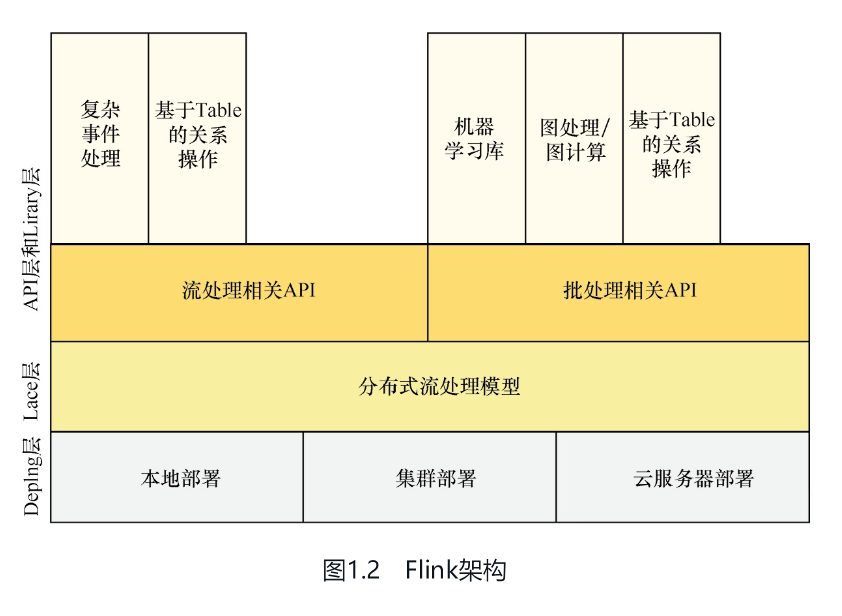 复杂
事件
处理
基于Table
的关系
操作
机器
学习库
图处理/
图计算
基于Table
的关系
操作
API层和Lirary层
流处理相关API
批处理相关API
Lace层
分布式流处理模型
Deplng层
本地部署
集群部署
云服务器部署
图1.2 Flink架构